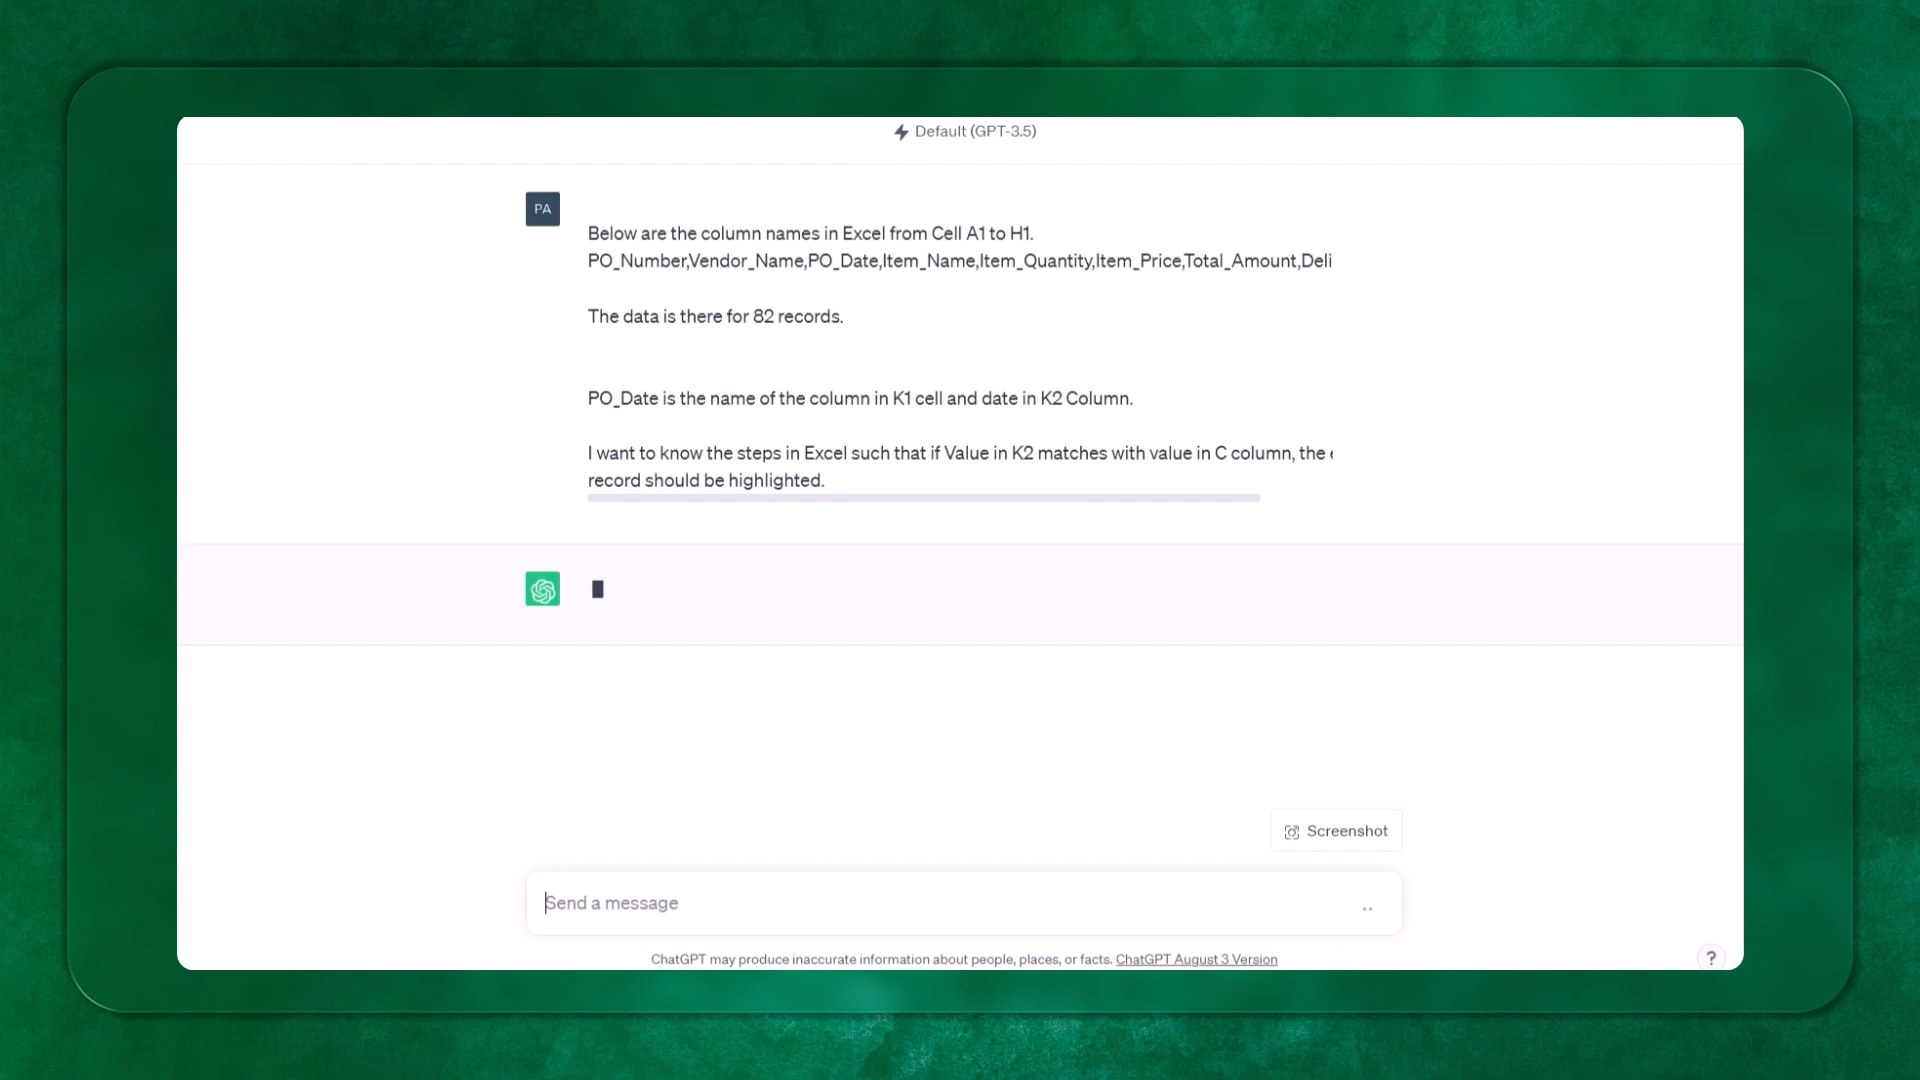 Default (GPT-3.5)
PA
Below are the column names in Excel from Cell A1 to H1.
PO_Number,Vendor_Name,PO_Date,Item_Name,Item_Quantity,Item_Price,Total_Amount,Deli
The data is there for 82 records.
PO_Date is the name of the column in K1 cell and date in K2 Column.
I want to know the steps in Excel such that if Value in K2 matches with value in C column, the
record should be highlighted.
Screenshot
Send a message
ChatGPT may produce inaccurate information about people, places, or facts. ChatGPT August 3 Version
?